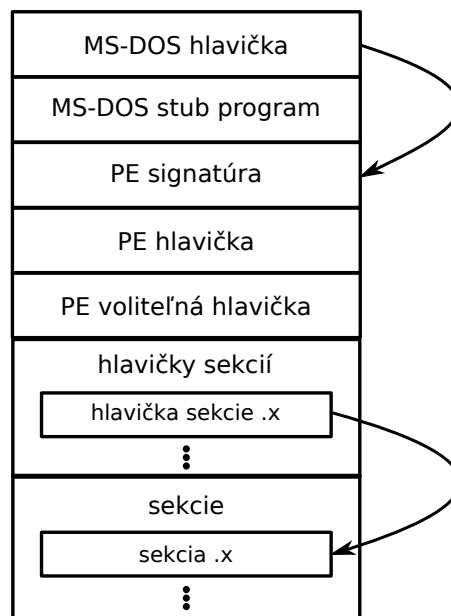 MS-DOS hlavička
MS-DOS stub program
PE signatúra
PE hlavička
PE voliteľná hlavička
hlavičky sekcií
hlavička sekcie .x
sekcie
sekcia .x